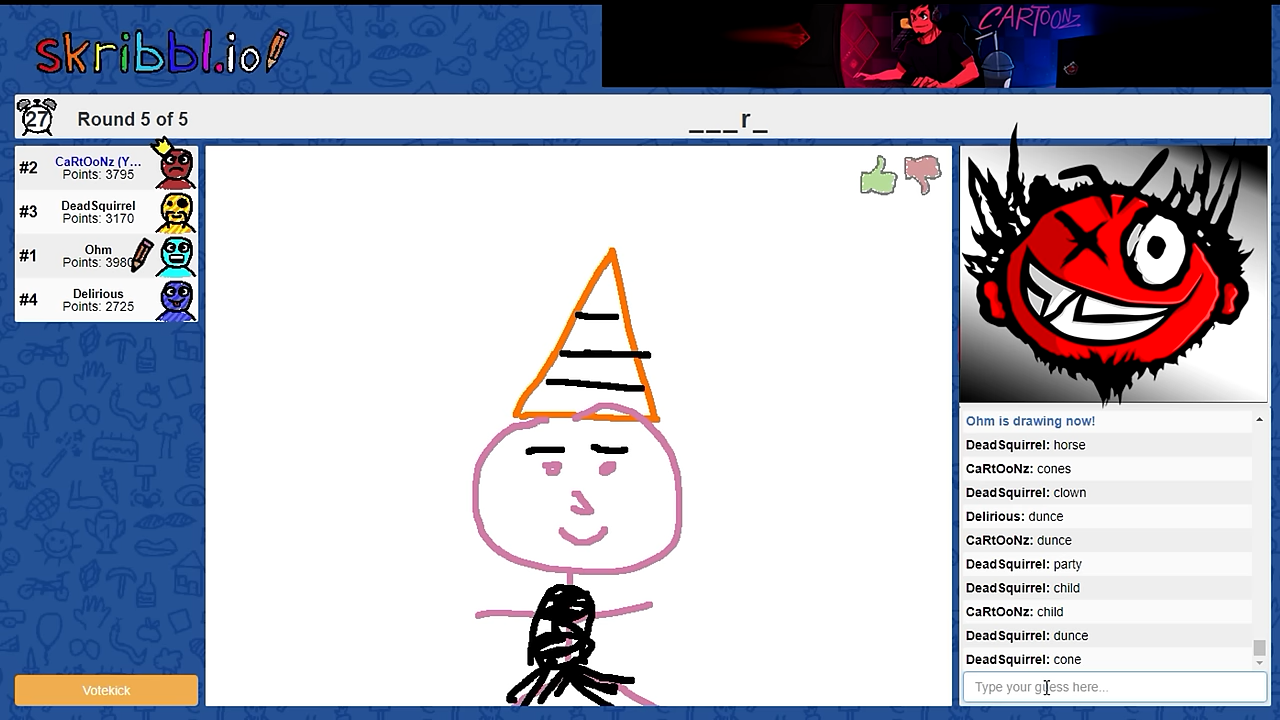 CARTOONZ
skribbl.io
27
Round 5 of 5
___r_
#2
CaRtOoNz (Y...
Points: 3795
#3
DeadSquirrel
Points: 3170
#1
Ohm
Points: 3980
#4
Delirious
Points: 2725
Ohm is drawing now!
DeadSquirrel: horse
CaRtOoNz: cones
DeadSquirrel: clown
Delirious: dunce
CaRtOoNz: dunce
DeadSquirrel: party
DeadSquirrel: child
CaRtOoNz: child
DeadSquirrel: dunce
DeadSquirrel: cone
Type your guess here...
Votekick